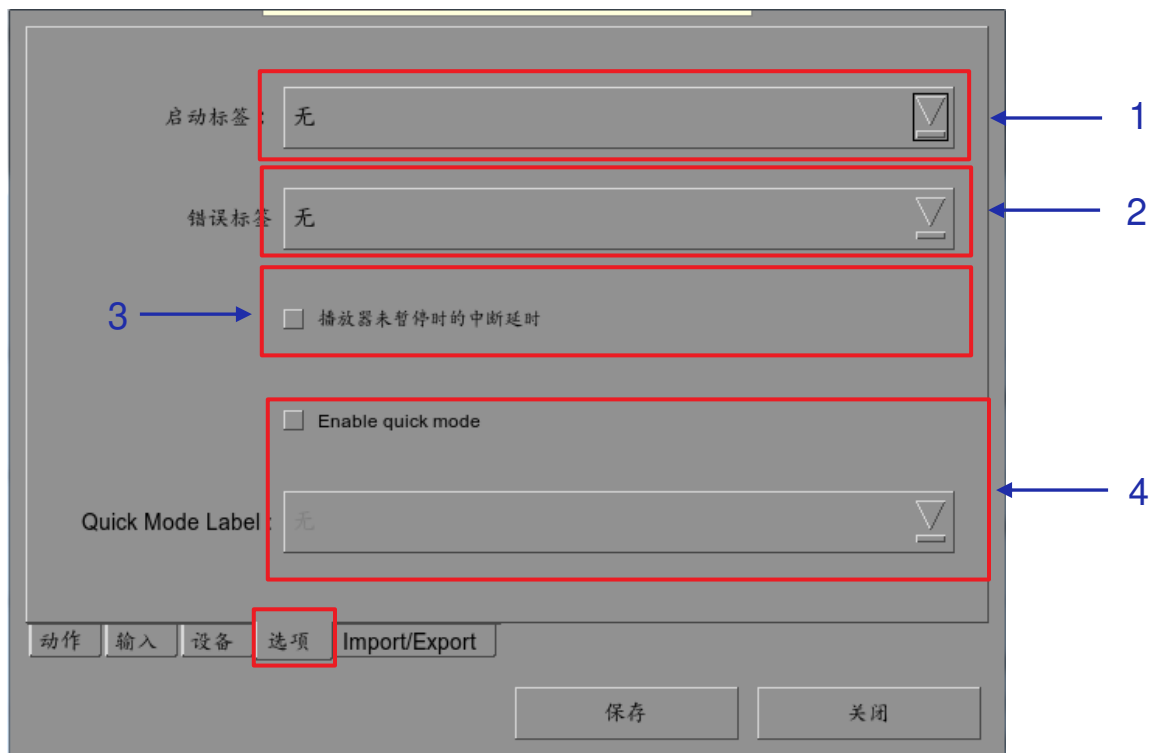 启动标签： 无 1
错误标签 无 2
3 播放器未暂停时的中断延时
Enable quick mode
4
Quick Mode Label : 无
动作 输入 设备 选项 Import/Export
保存 关闭